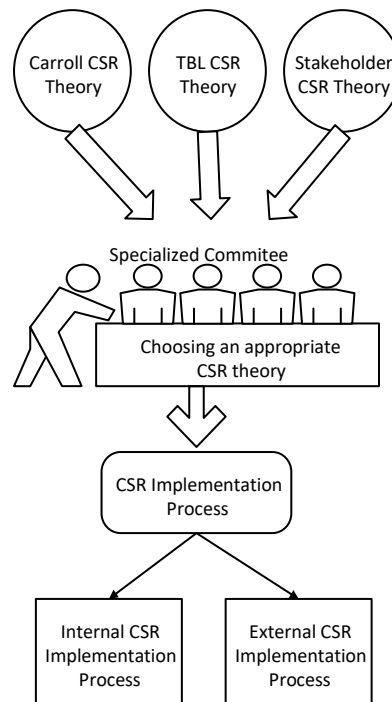 Carroll CSR
Theory
TBL CSR
Theory
Stakeholder
CSR Theory
Specialized Commitee
Choosing an appropriate
CSR theory
CSR Implementation
Process
Internal CSR
Implementation
Process
External CSR
Implementation
Process